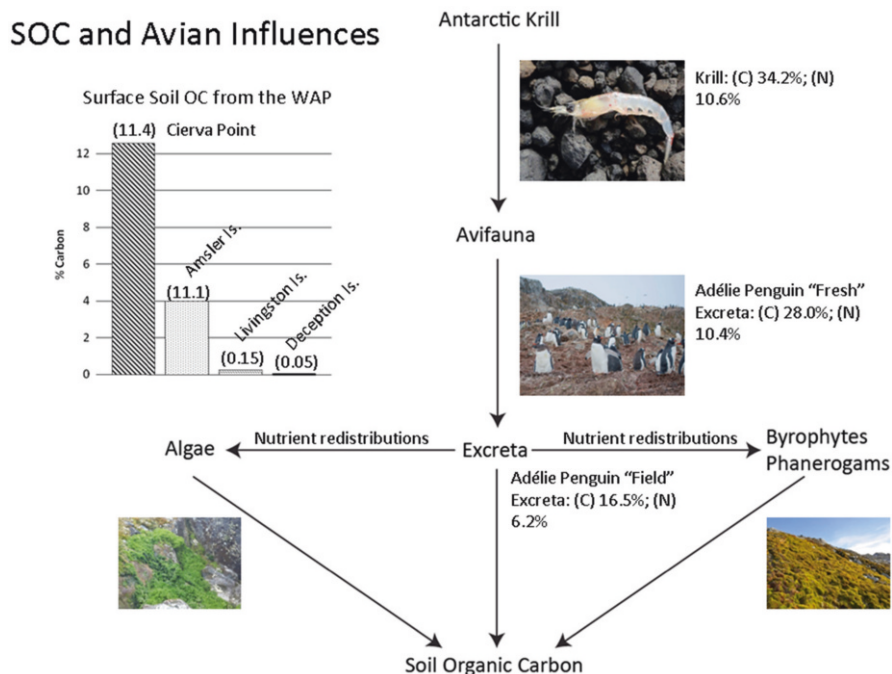 SOC and Avian Influences
Antarctic Krill
Krill: (C) 34.2%; (N)
10.6%
Surface Soil OC from the WAP
(11.4)
Cierva Point
12
10
8
6
4
2
0
% Carbon
Amsler Is.
(11.1)
Livingston Is.
(0.15)
Deception Is.
(0.05)
Avifauna
Adélie Penguin “Fresh”
Excreta: (C) 28.0%; (N)
10.4%
Algae
Nutrient redistributions
Excreta
Nutrient redistributions
Byrophytes
Phanerogams
Adélie Penguin “Field”
Excreta: (C) 16.5%; (N)
6.2%
Soil Organic Carbon